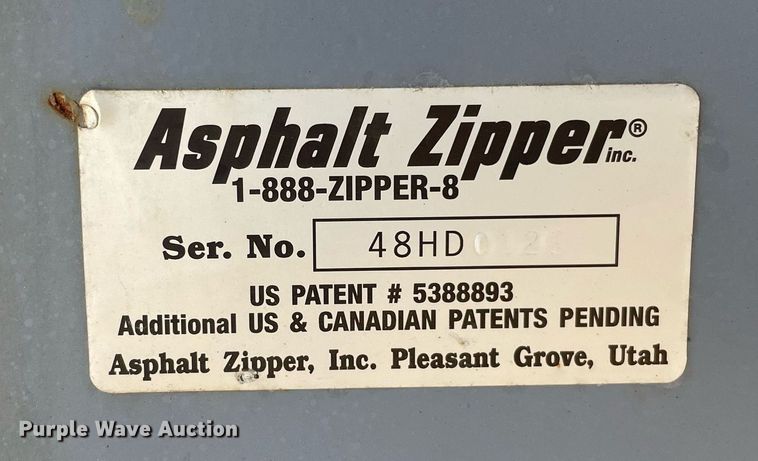 Asphalt Zipper® inc.
1-888-ZIPPER-8
Ser. No. 48HD
US PATENT # 5388893
Additional US & CANADIAN PATENTS PENDING
Asphalt Zipper, Inc. Pleasant Grove, Utah
Purple Wave Auction